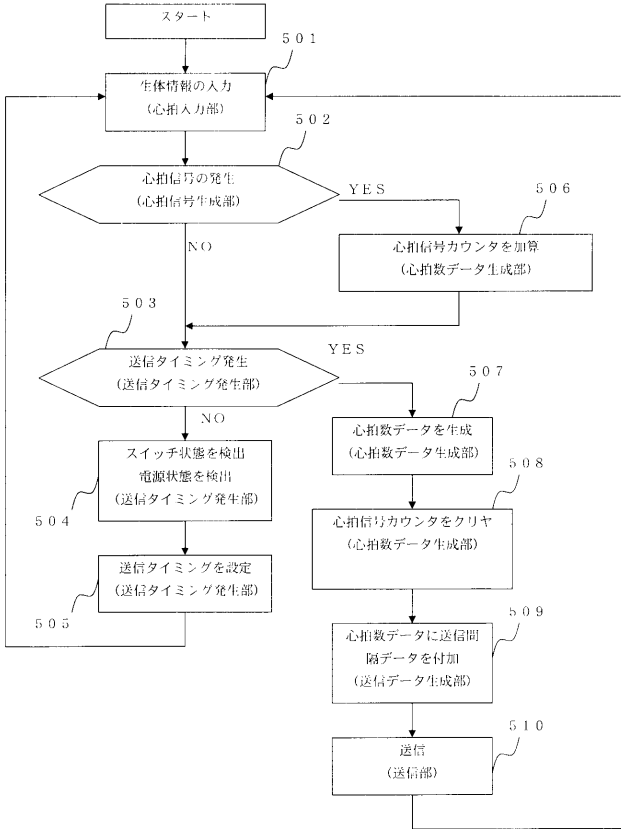 スタート
５０１
生体情報の入力
(心拍入力部)
５０２
心拍信号の発生
(心拍信号生成部)
YES
５０６
心拍信号カウンタを加算
(心拍数データ生成部)
NO
５０３
送信タイミング発生
(送信タイミング発生部)
YES
５０７
心拍数データを生成
(心拍数データ生成部)
NO
スイッチ状態を検出
電源状態を検出
(送信タイミング発生部)
５０４
５０８
心拍信号カウンタをクリヤ
(心拍数データ生成部)
送信タイミングを設定
(送信タイミング発生部)
５０５
５０９
心拍数データに送信間
隔データを付加
(送信データ生成部)
５１０
送信
(送信部)